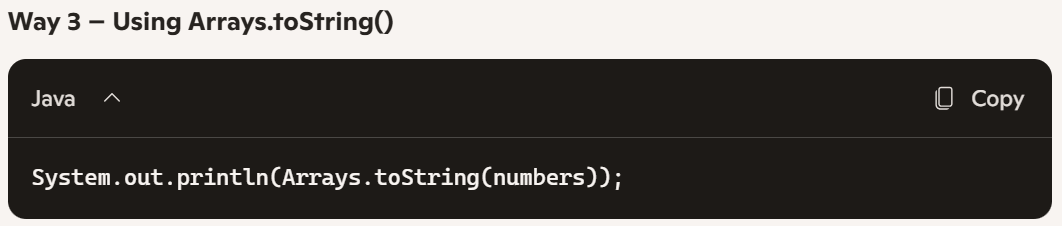 Way 3 – Using Arrays.toString()
Java Copy
System.out.println(Arrays.toString(numbers));